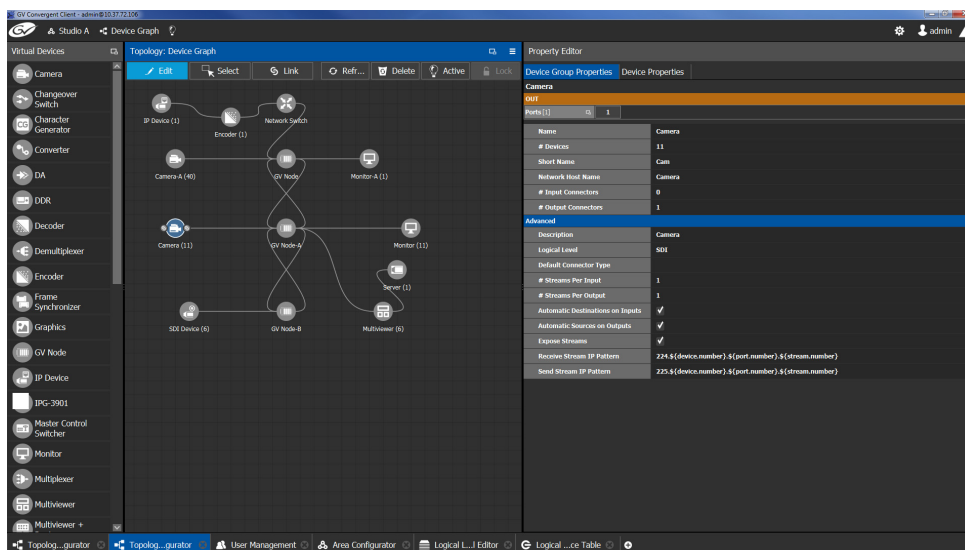 GV Convergent Client - admin@10.37.72.106
GV Studio A Device Graph admin
Virtual Devices
Camera
Changeover
Switch
CG
Character
Generator
Converter
DA
DDR
Decoder
Demultiplexer
Encoder
Frame
Synchronizer
Graphics
GV Node
IP Device
IPG-3901
Master Control
Switcher
Monitor
Multiplexer
Multiviewer
Multiviewer +
Topology: Device Graph
Edit Select Link Refr... Delete Active Lock
IP Device (1)
Encoder (1)
Network Switch
Camera-A (40)
GV Node
Monitor-A (1)
Camera (11)
GV Node-A
Monitor (11)
Server (1)
SDI Device (6)
GV Node-B
Multiviewer (6)
Property Editor
Device Group Properties Device Properties
Camera
OUT
Ports [1] 1
Name Camera
# Devices 11
Short Name Cam
Network Host Name Camera
# Input Connectors 0
# Output Connectors 1
Advanced
Description Camera
Logical Level SDI
Default Connector Type
# Streams Per Input 1
# Streams Per Output 1
Automatic Destinations on Inputs
Automatic Sources on Outputs
Expose Streams
Receive Stream IP Pattern 224.${device.number}.${port.number}.${stream.number}
Send Stream IP Pattern 225.${device.number}.${port.number}.${stream.number}
Topolog...gurator Topolog...gurator User Management Area Configurator Logical L...l Editor Logical ...ce Table